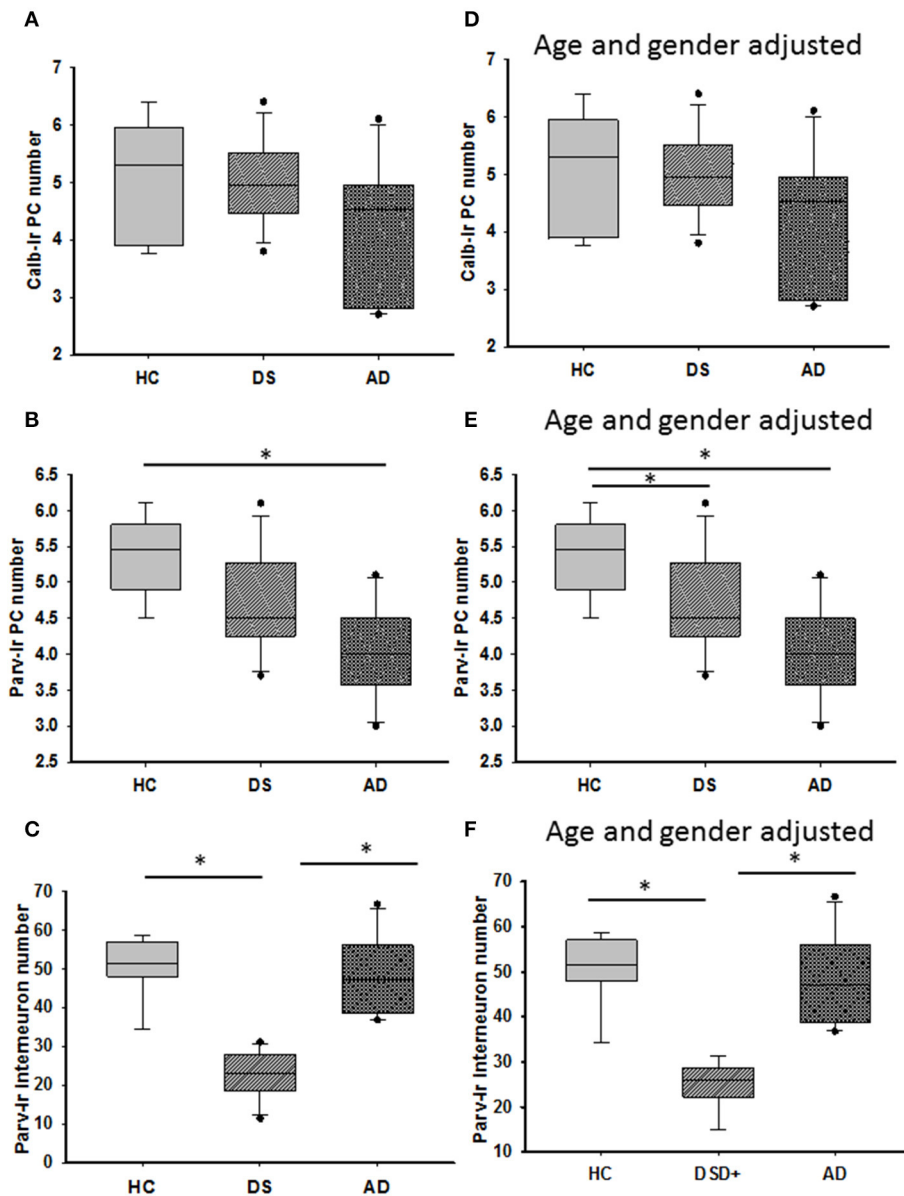 A
Calb-Ir PC number
7
6
5
4
3
2
HC DS AD
D
Age and gender adjusted
Calb-Ir PC number
7
6
5
4
3
2
HC DS AD
B
Parv-Ir PC number
*
6.5
6.0
5.5
5.0
4.5
4.0
3.5
3.0
2.5
HC DS AD
E
Age and gender adjusted
Parv-Ir PC number
*
*
6.5
6.0
5.5
5.0
4.5
4.0
3.5
3.0
2.5
HC DS AD
C
Parv-Ir Interneuron number
* *
70
60
50
40
30
20
10
0
HC DS AD
F
Age and gender adjusted
Parv-Ir Interneuron number
* *
70
60
50
40
30
20
10
HC DSD+ AD